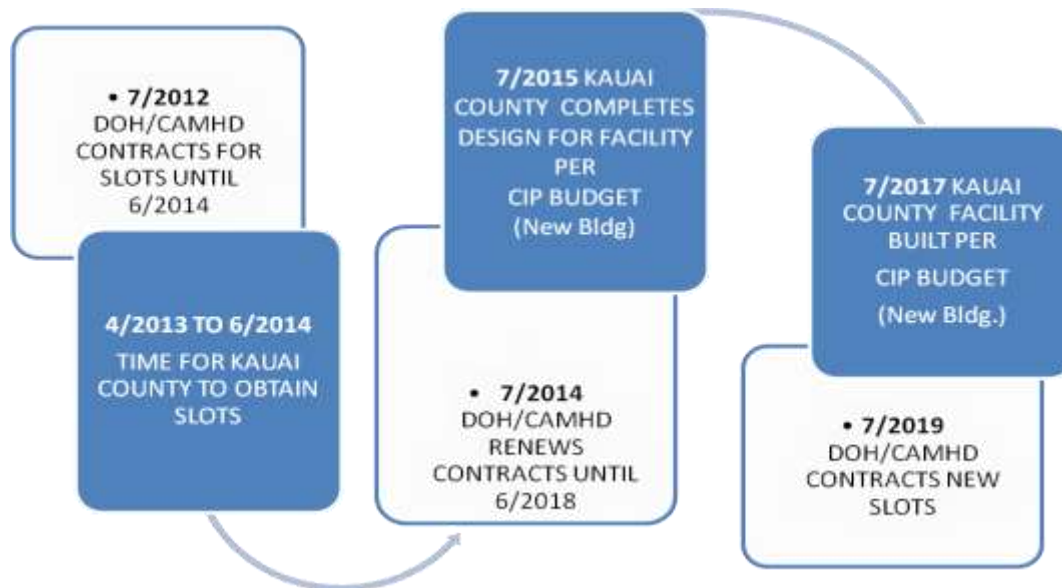 • 7/2012
DOH/CAMHD
CONTRACTS FOR
SLOTS UNTIL
6/2014
4/2013 TO 6/2014
TIME FOR KAUAI
COUNTY TO OBTAIN
SLOTS
7/2015 KAUAI
COUNTY COMPLETES
DESIGN FOR FACILITY
PER
CIP BUDGET
(New Bldg)
• 7/2014
DOH/CAMHD
RENEWS
CONTRACTS UNTIL
6/2018
7/2017 KAUAI
COUNTY FACILITY
BUILT PER
CIP BUDGET
(New Bldg.)
• 7/2019
DOH/CAMHD
CONTRACTS NEW
SLOTS